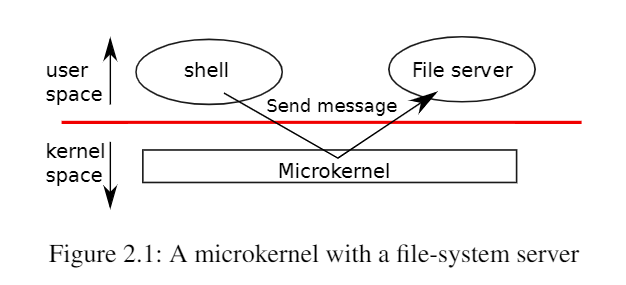 user
space
shell
File server
Send message
kernel
space
Microkernel
Figure 2.1: A microkernel with a file-system server